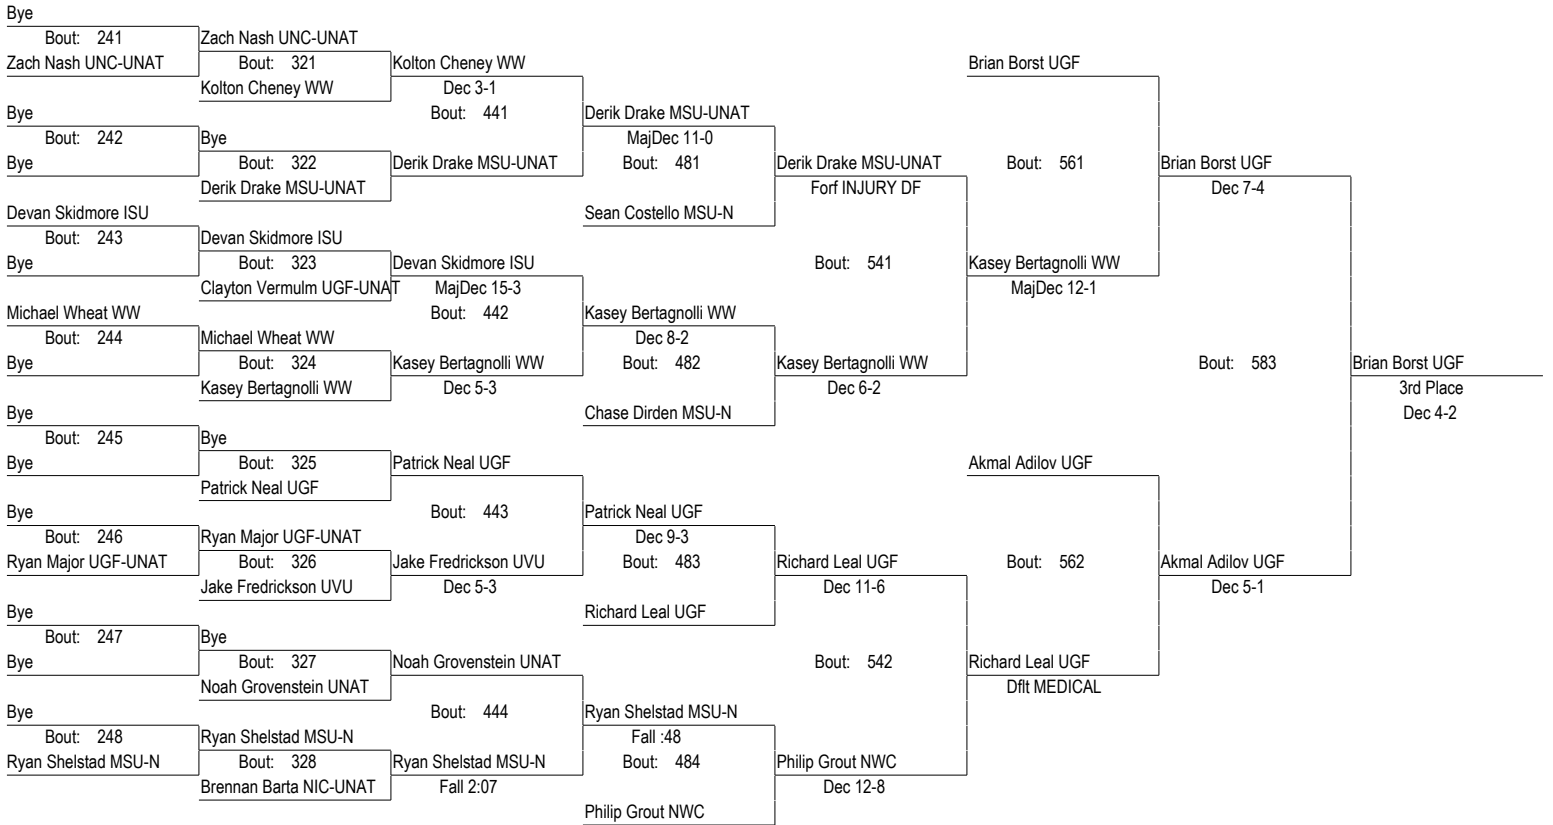 Bye
Bout: 241 Zach Nash UNC-UNAT
Zach Nash UNC-UNAT Bout: 321 Kolton Cheney WW Brian Borst UGF
Kolton Cheney WW Dec 3-1
Bye Bout: 441 Derik Drake MSU-UNAT
Bout: 242 Bye MajDec 11-0
Bye Bout: 322 Derik Drake MSU-UNAT Bout: 481 Derik Drake MSU-UNAT Bout: 561 Brian Borst UGF
Derik Drake MSU-UNAT Forf INJURY DF Dec 7-4
Devan Skidmore ISU Sean Costello MSU-N
Bout: 243 Devan Skidmore ISU
Bye Bout: 323 Devan Skidmore ISU Bout: 541 Kasey Bertagnolli WW
Clayton Vermulm UGF-UNAT MajDec 15-3 MajDec 12-1
Michael Wheat WW Bout: 442 Kasey Bertagnolli WW
Bout: 244 Michael Wheat WW Dec 8-2
Bye Bout: 324 Kasey Bertagnolli WW Bout: 482 Kasey Bertagnolli WW Bout: 583 Brian Borst UGF
Kasey Bertagnolli WW Dec 5-3 Dec 6-2 3rd Place
Bye Chase Dirden MSU-N Dec 4-2
Bout: 245 Bye
Bye Bout: 325 Patrick Neal UGF Akmal Adilov UGF
Patrick Neal UGF
Bye Bout: 443 Patrick Neal UGF
Bout: 246 Ryan Major UGF-UNAT Dec 9-3
Ryan Major UGF-UNAT Bout: 326 Jake Fredrickson UVU Bout: 483 Richard Leal UGF Bout: 562 Akmal Adilov UGF
Jake Fredrickson UVU Dec 5-3 Dec 11-6 Dec 5-1
Bye Richard Leal UGF
Bout: 247 Bye
Bye Bout: 327 Noah Grovenstein UNAT Bout: 542 Richard Leal UGF
Noah Grovenstein UNAT Dflt MEDICAL
Bye Bout: 444 Ryan Shelstad MSU-N
Bout: 248 Ryan Shelstad MSU-N Fall :48
Ryan Shelstad MSU-N Bout: 328 Ryan Shelstad MSU-N Bout: 484 Philip Grout NWC
Brennan Barta NIC-UNAT Fall 2:07 Dec 12-8
Philip Grout NWC